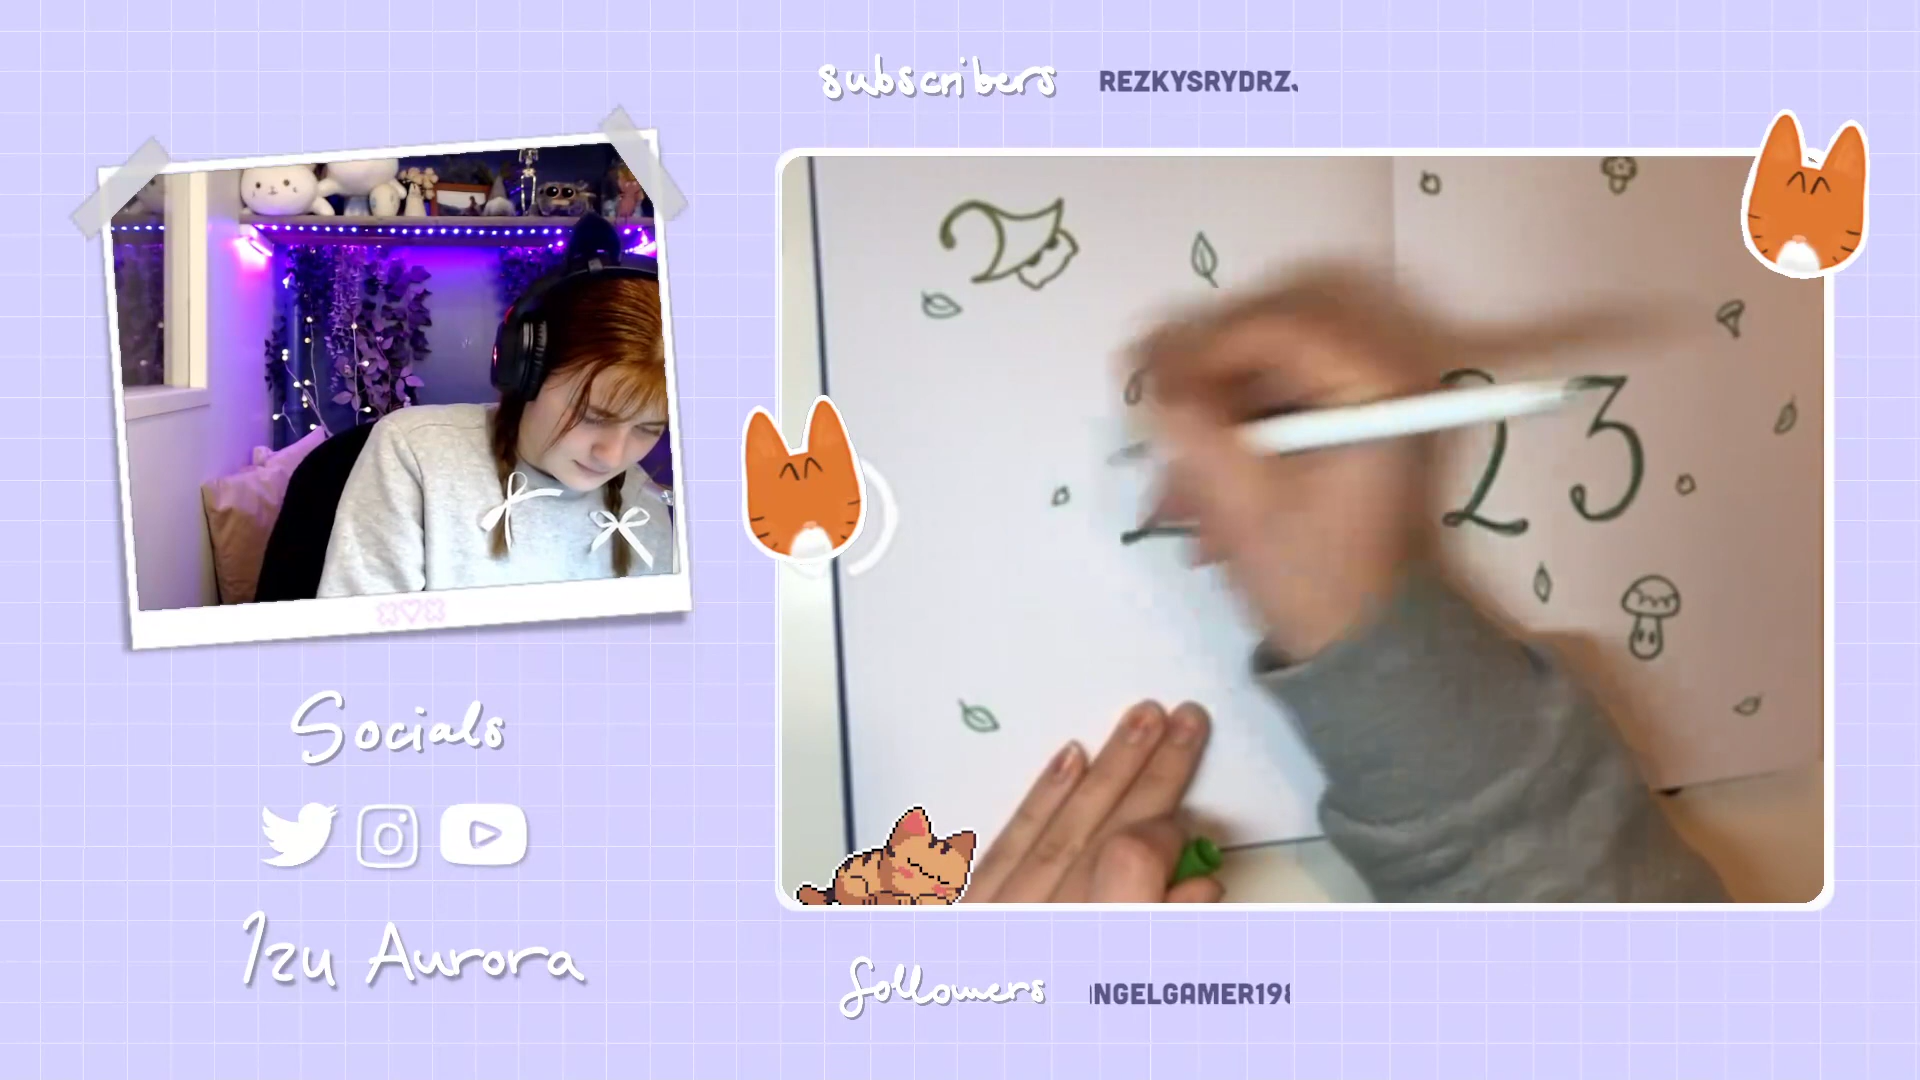 subscribers REZKYSRYDRZ.
23
Socials
Izu Aurora
followers NGELGAMER19